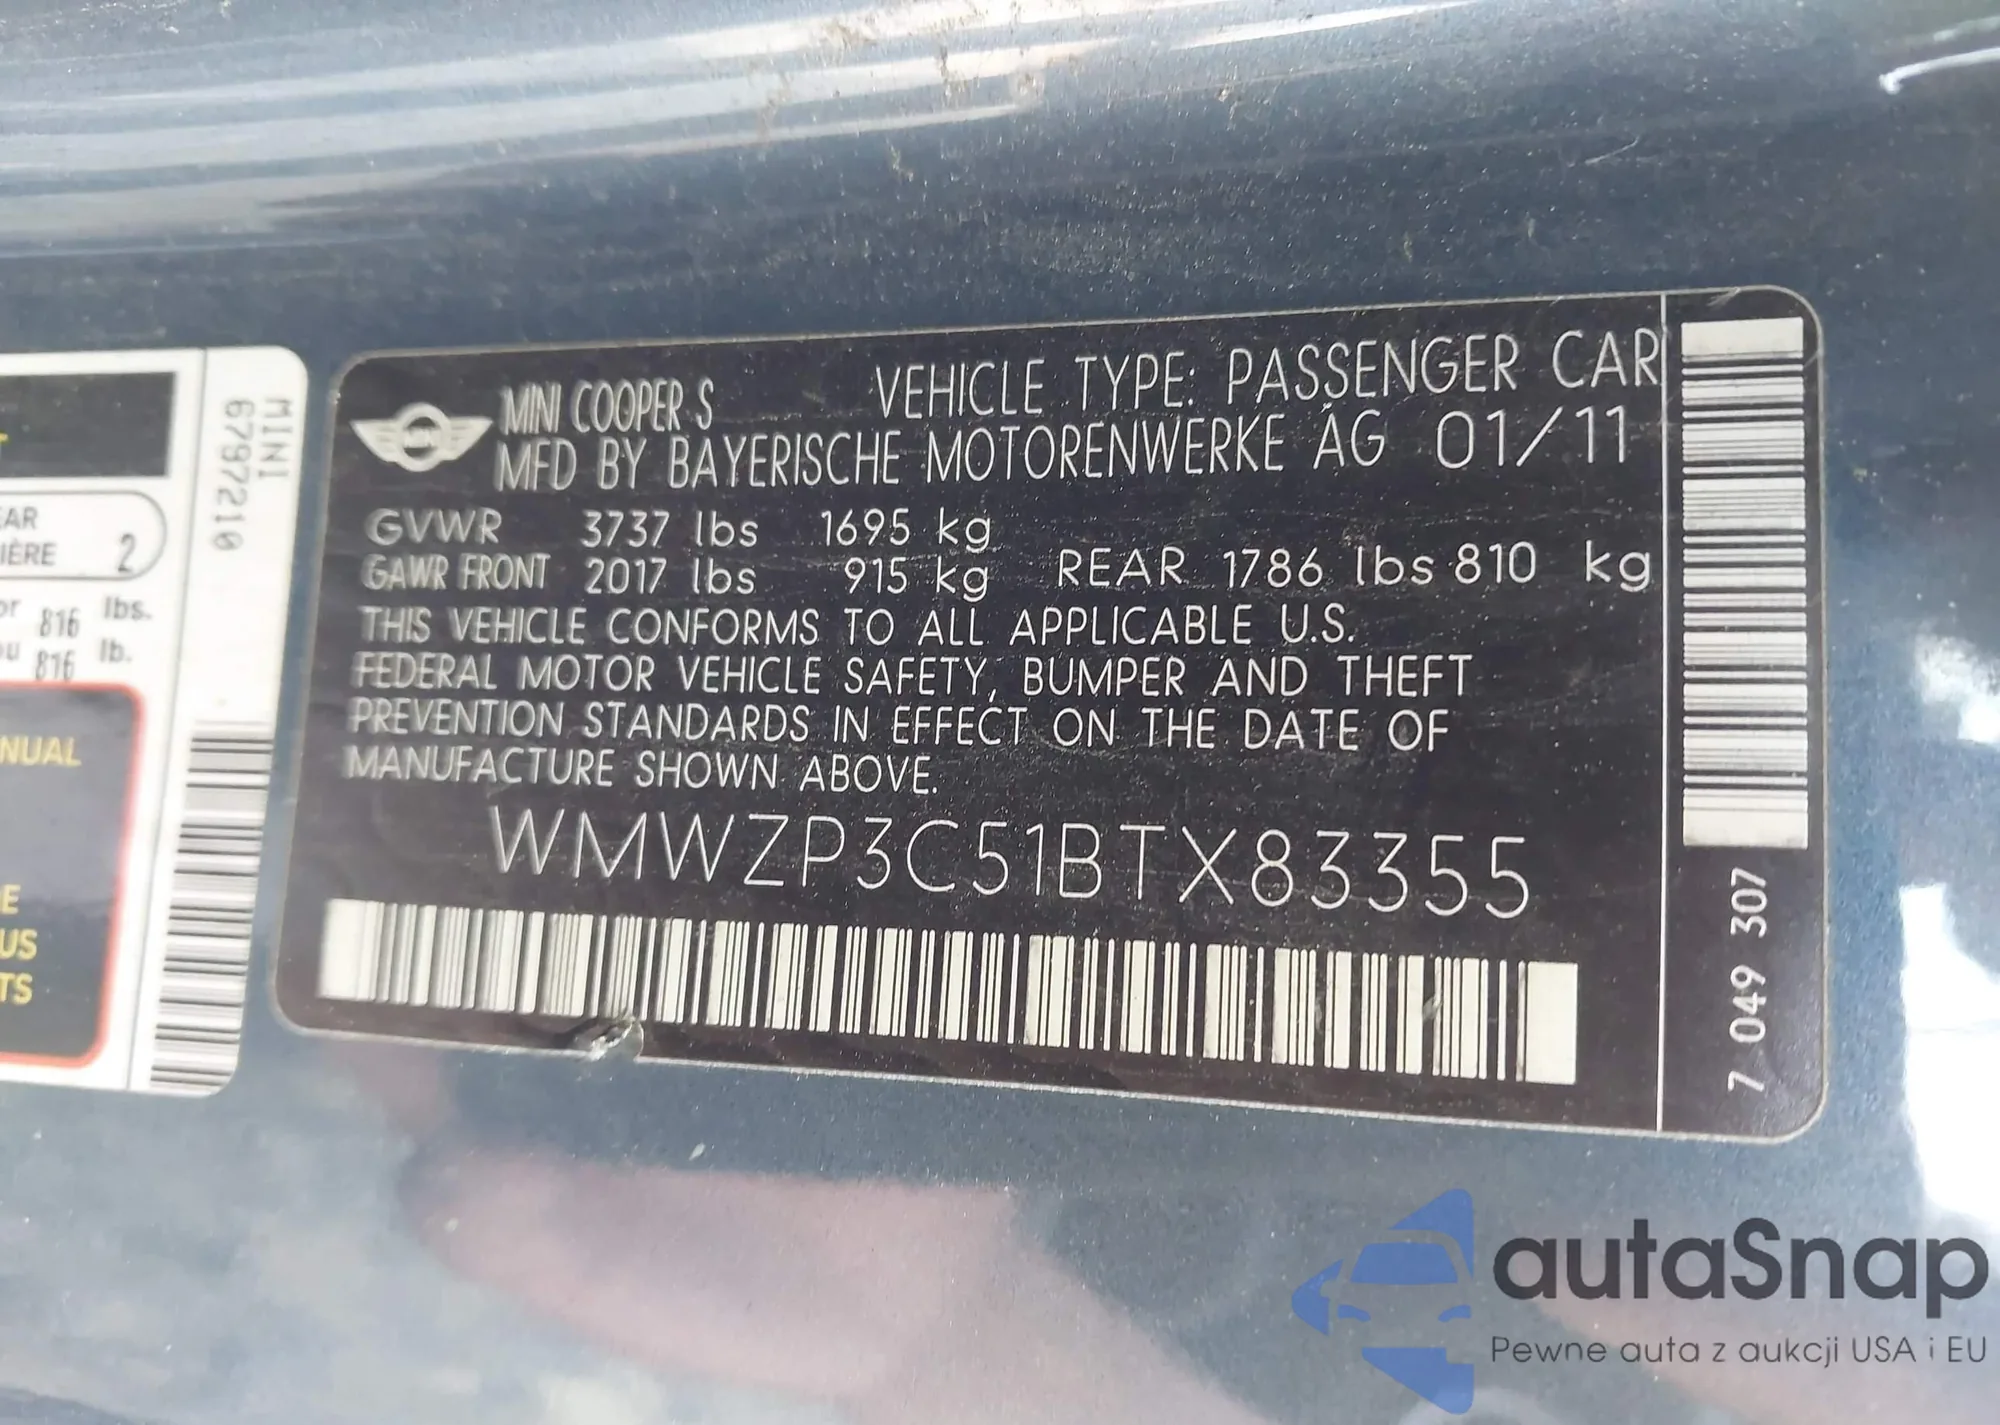 MINI
6797210
2
816 lbs.
816 lb.
NUAL
MINI COOPER S VEHICLE TYPE: PASSENGER CAR
MFD BY BAYERISCHE MOTORENWERKE AG 01/11
GVWR 3737 lbs 1695 kg
GAWR FRONT 2017 lbs 915 kg REAR 1786 lbs 810 kg
THIS VEHICLE CONFORMS TO ALL APPLICABLE U.S.
FEDERAL MOTOR VEHICLE SAFETY, BUMPER AND THEFT
PREVENTION STANDARDS IN EFFECT ON THE DATE OF
MANUFACTURE SHOWN ABOVE.
WMWZP3C51BTX83355
7 049 307
autaSnap
Pewne auta z aukcji USA i EU